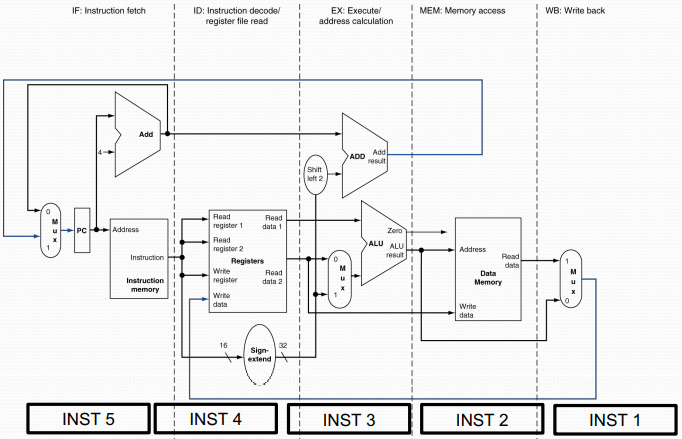 IF: Instruction fetch
ID: Instruction decode/
register file read
EX: Execute/
address calculation
MEM: Memory access
WB: Write back
Add
4
ADD
Add
result
Shift
left 2
0
M
u
x
1
PC
Address
Instruction
Instruction
memory
Read
register 1
Read
register 2
Write
register
Write
data
Registers
Read
data 1
Read
data 2
0
M
u
x
1
Zero
ALU
ALU
result
Address
Read
data
Data
Memory
Write
data
1
M
u
x
0
16
Sign-
extend
32
INST 5
INST 4
INST 3
INST 2
INST 1